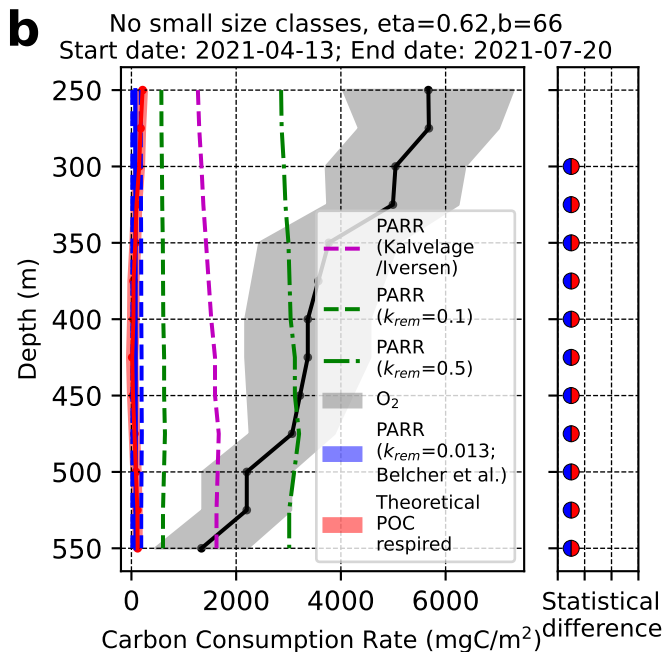 b
No small size classes, eta=0.62,b=66
Start date: 2021-04-13; End date: 2021-07-20
250
300
350
400
450
500
550
Depth (m)
PARR
(Kalvelage
/Iversen)
PARR
(k_rem=0.1)
PARR
(k_rem=0.5)
O₂
PARR
(k_rem=0.013;
Belcher et al.)
Theoretical
POC
respired
0 2000 4000 6000
Carbon Consumption Rate (mgC/m²)
Statistical
difference